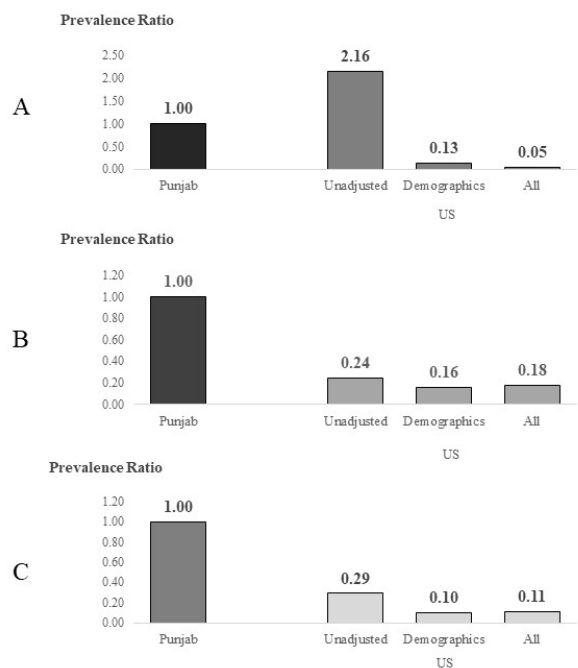 Prevalence Ratio
A
2.50
2.00
1.50
1.00
0.50
0.00
1.00
2.16
0.13
0.05
Punjab
Unadjusted
Demographics
All
US
Prevalence Ratio
B
1.20
1.00
0.80
0.60
0.40
0.20
0.00
1.00
0.24
0.16
0.18
Punjab
Unadjusted
Demographics
All
US
Prevalence Ratio
C
1.20
1.00
0.80
0.60
0.40
0.20
0.00
1.00
0.29
0.10
0.11
Punjab
Unadjusted
Demographics
All
US